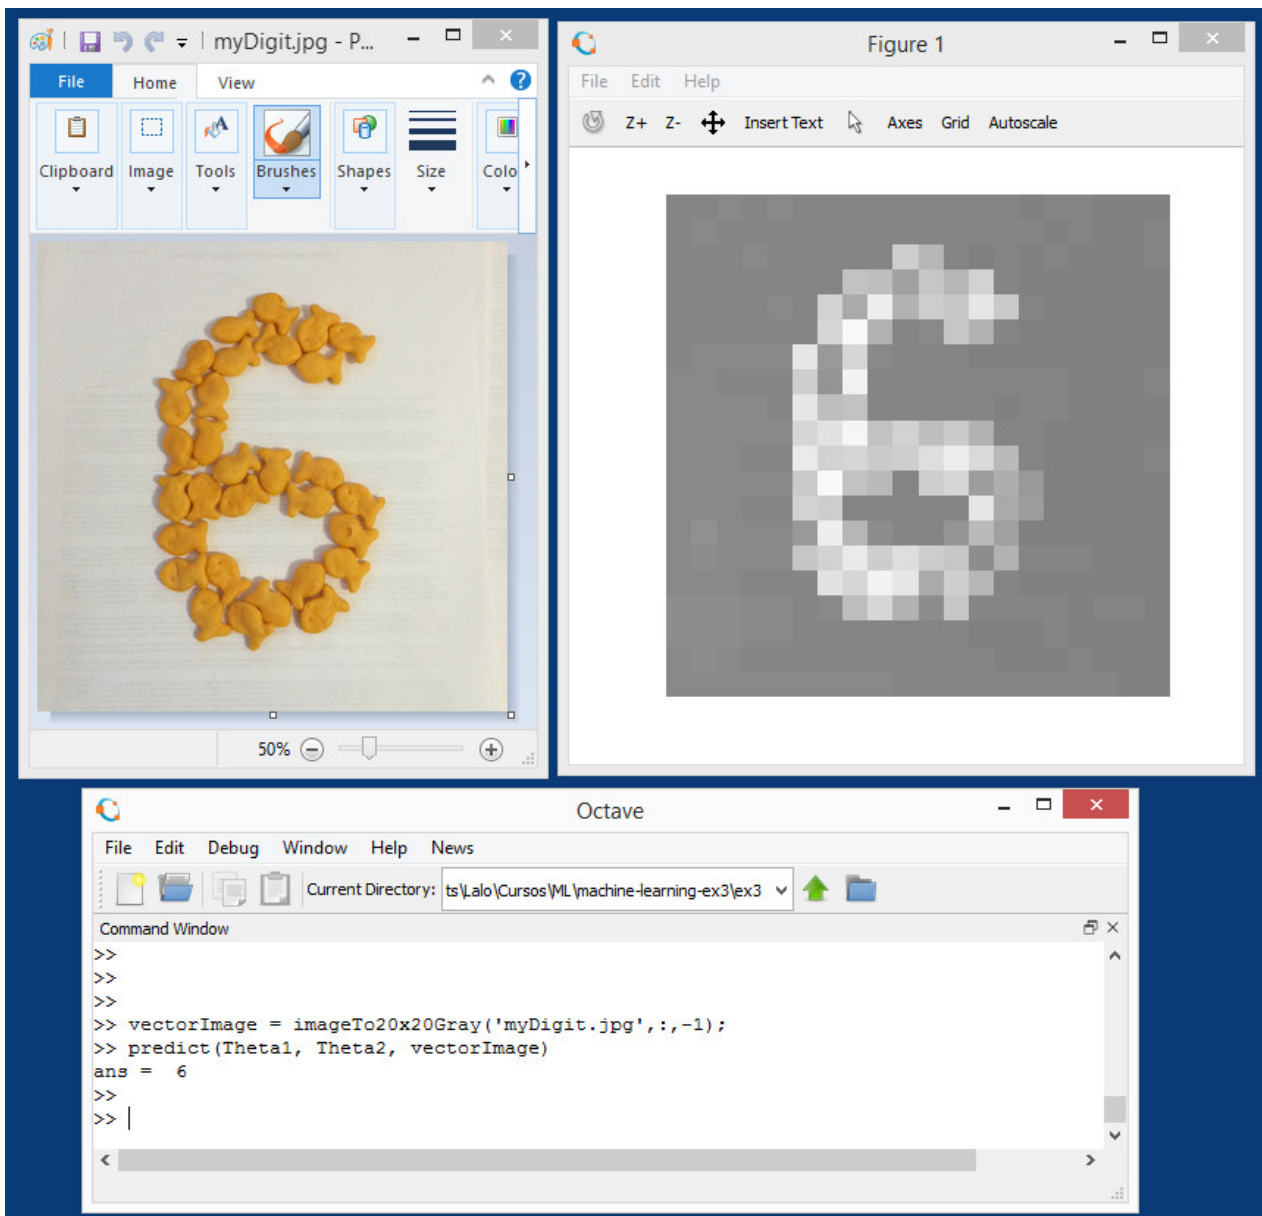 myDigit.jpg - P...
File Home View
Clipboard Image Tools Brushes Shapes Size Colo
50%
Figure 1
File Edit Help
Z+ Z- Insert Text Axes Grid Autoscale
Octave
File Edit Debug Window Help News
Current Directory: ts\Lalo\Cursos\ML\machine-learning-ex3\ex3
Command Window
>>
>>
>>
>> vectorImage = imageTo20x20Gray('myDigit.jpg',:,-1);
>> predict(Theta1, Theta2, vectorImage)
ans = 6
>>
>>